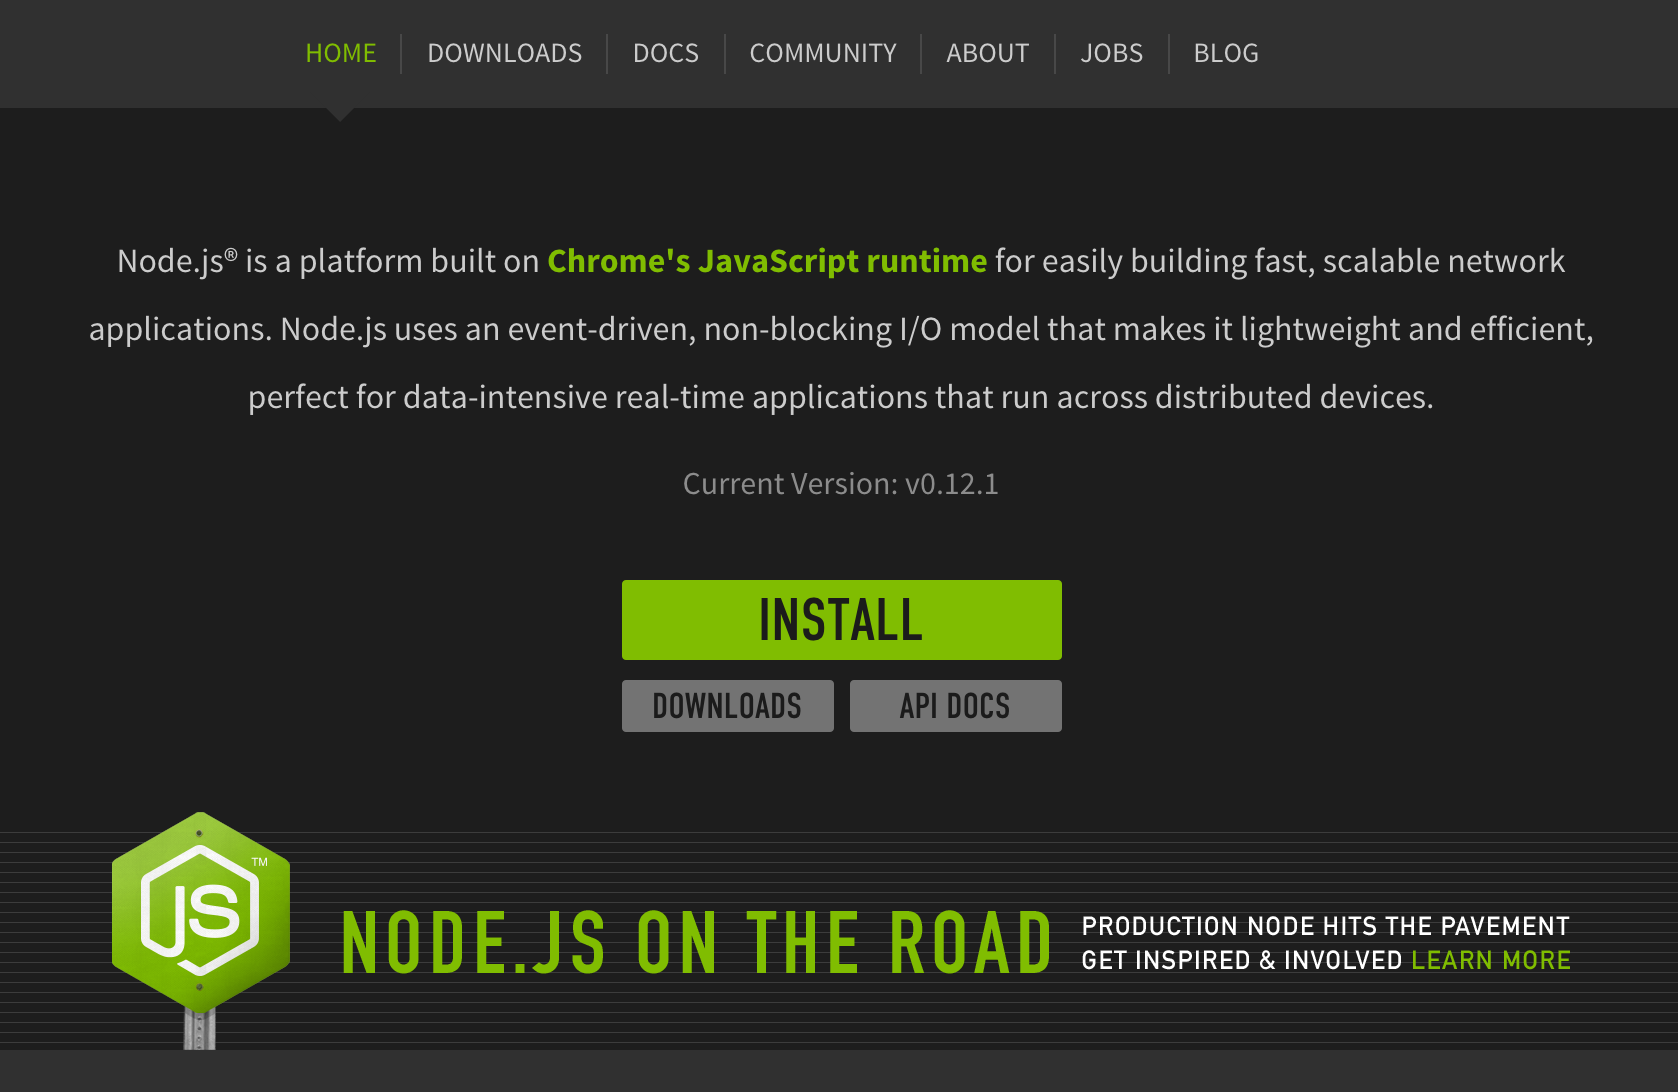 HOME DOWNLOADS DOCS COMMUNITY ABOUT JOBS BLOG
Node.js® is a platform built on Chrome's JavaScript runtime for easily building fast, scalable network
applications. Node.js uses an event-driven, non-blocking I/O model that makes it lightweight and efficient,
perfect for data-intensive real-time applications that run across distributed devices.
Current Version: v0.12.1
INSTALL
DOWNLOADS API DOCS
JS TM
NODE.JS ON THE ROAD
PRODUCTION NODE HITS THE PAVEMENT
GET INSPIRED & INVOLVED LEARN MORE